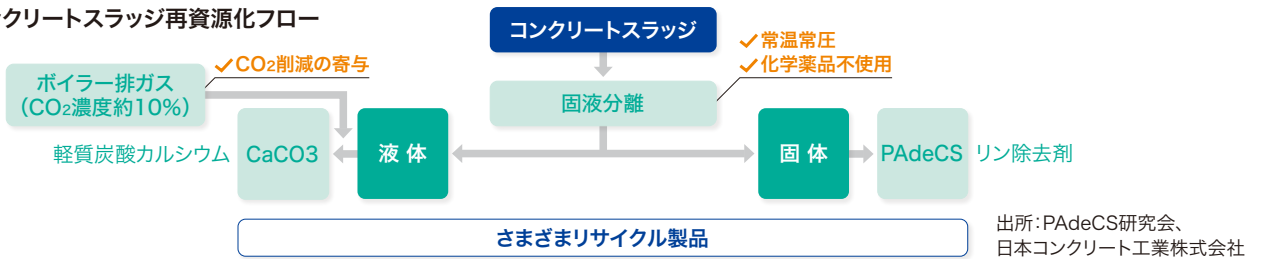 クリートスラッジ再資源化フロー
コンクリートスラッジ
✓常温常圧
✓化学薬品不使用
✓CO2削減の寄与
ボイラー排ガス
（CO2濃度約10%）
固液分離
軽質炭酸カルシウム
CaCO3
液体
固体
PAdeCS
リン除去剤
さまざまリサイクル製品
出所：PAdeCS研究会、
日本コンクリート工業株式会社